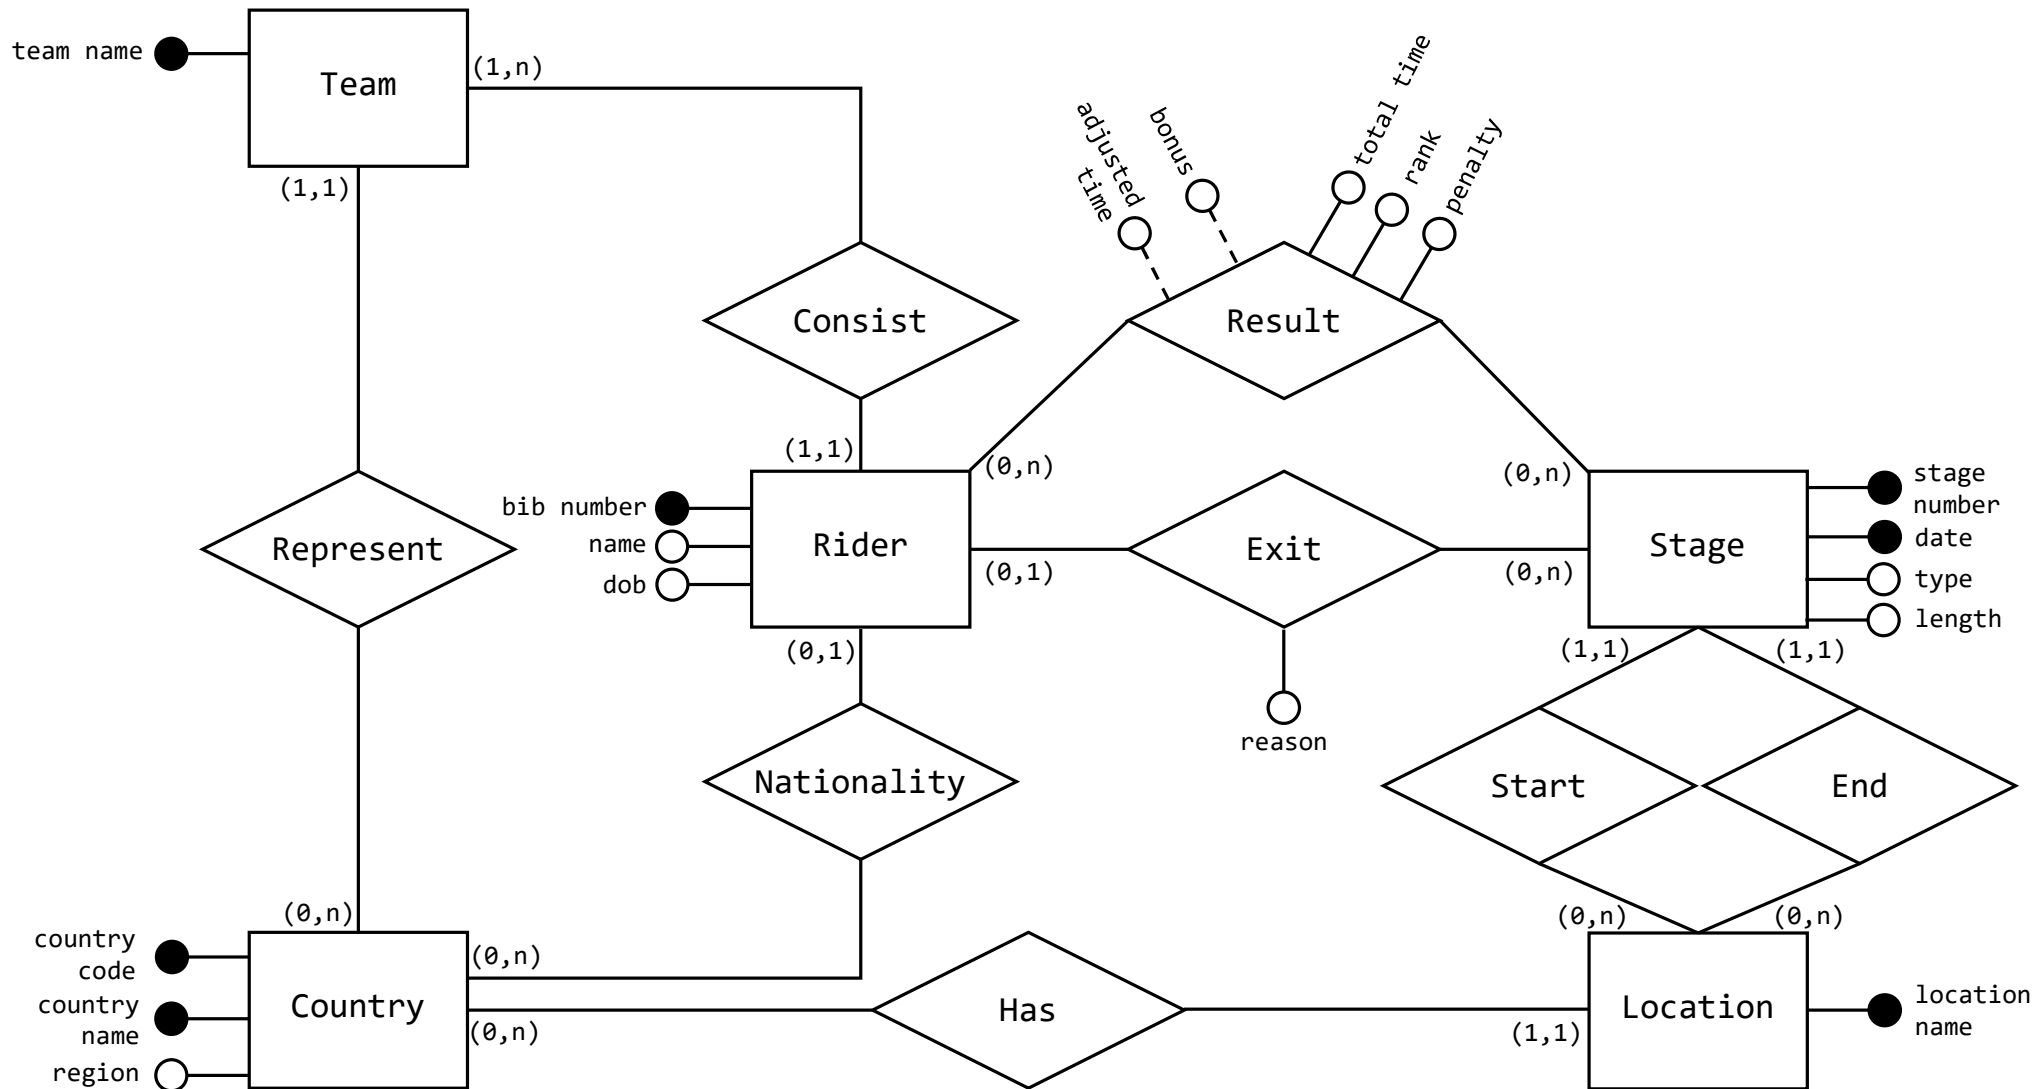 team name
Team
(1,n)
(1,1)
adjusted
time
bonus
total time
rank
penalty
Consist
Result
(1,1)
(0,n)
(0,n)
bib number
name
dob
Rider
Represent
Exit
Stage
stage
number
date
type
length
(0,1)
(0,n)
(0,1)
(1,1)
(1,1)
reason
Nationality
Start
End
(0,n)
(0,n)
(0,n)
(0,n)
country
code
country
name
region
Country
(0,n)
Has
(1,1)
Location
location
name